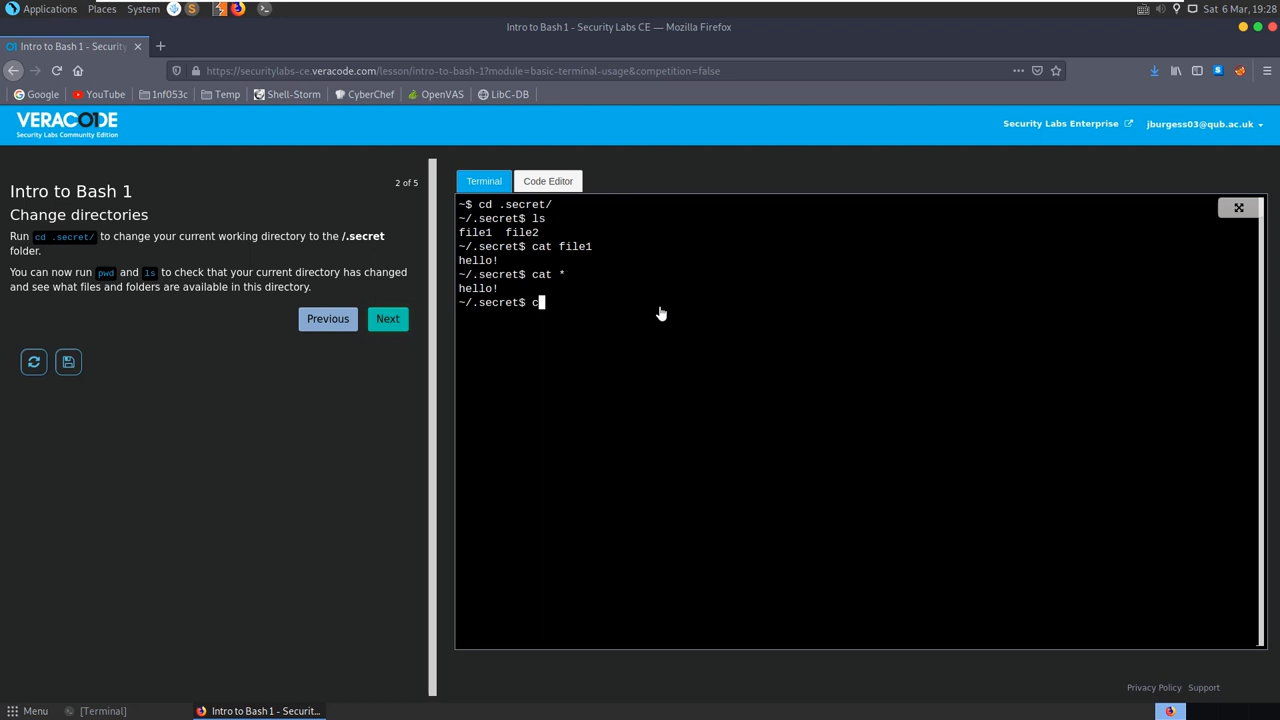 Applications Places System Sat 6 Mar, 19:28
Intro to Bash 1 - Security Labs CE — Mozilla Firefox
Intro to Bash 1 - Security
https://securitylabs-ce.veracode.com/lesson/intro-to-bash-1?module=basic-terminal-usage&competition=false
Google YouTube 1nf053c Temp Shell-Storm CyberChef OpenVAS LibC-DB
VERACODE
Security Labs Community Edition
Security Labs Enterprise jburgess03@qub.ac.uk
Intro to Bash 1
2 of 5
Change directories
Run cd .secret/ to change your current working directory to the /.secret
folder.
You can now run pwd and ls to check that your current directory has changed
and see what files and folders are available in this directory.
Previous Next
Terminal Code Editor
~$ cd .secret/
~/.secret$ ls
file1 file2
~/.secret$ cat file1
hello!
~/.secret$ cat *
hello!
~/.secret$ c
Privacy Policy Support
Menu [Terminal] Intro to Bash 1 - Securit...